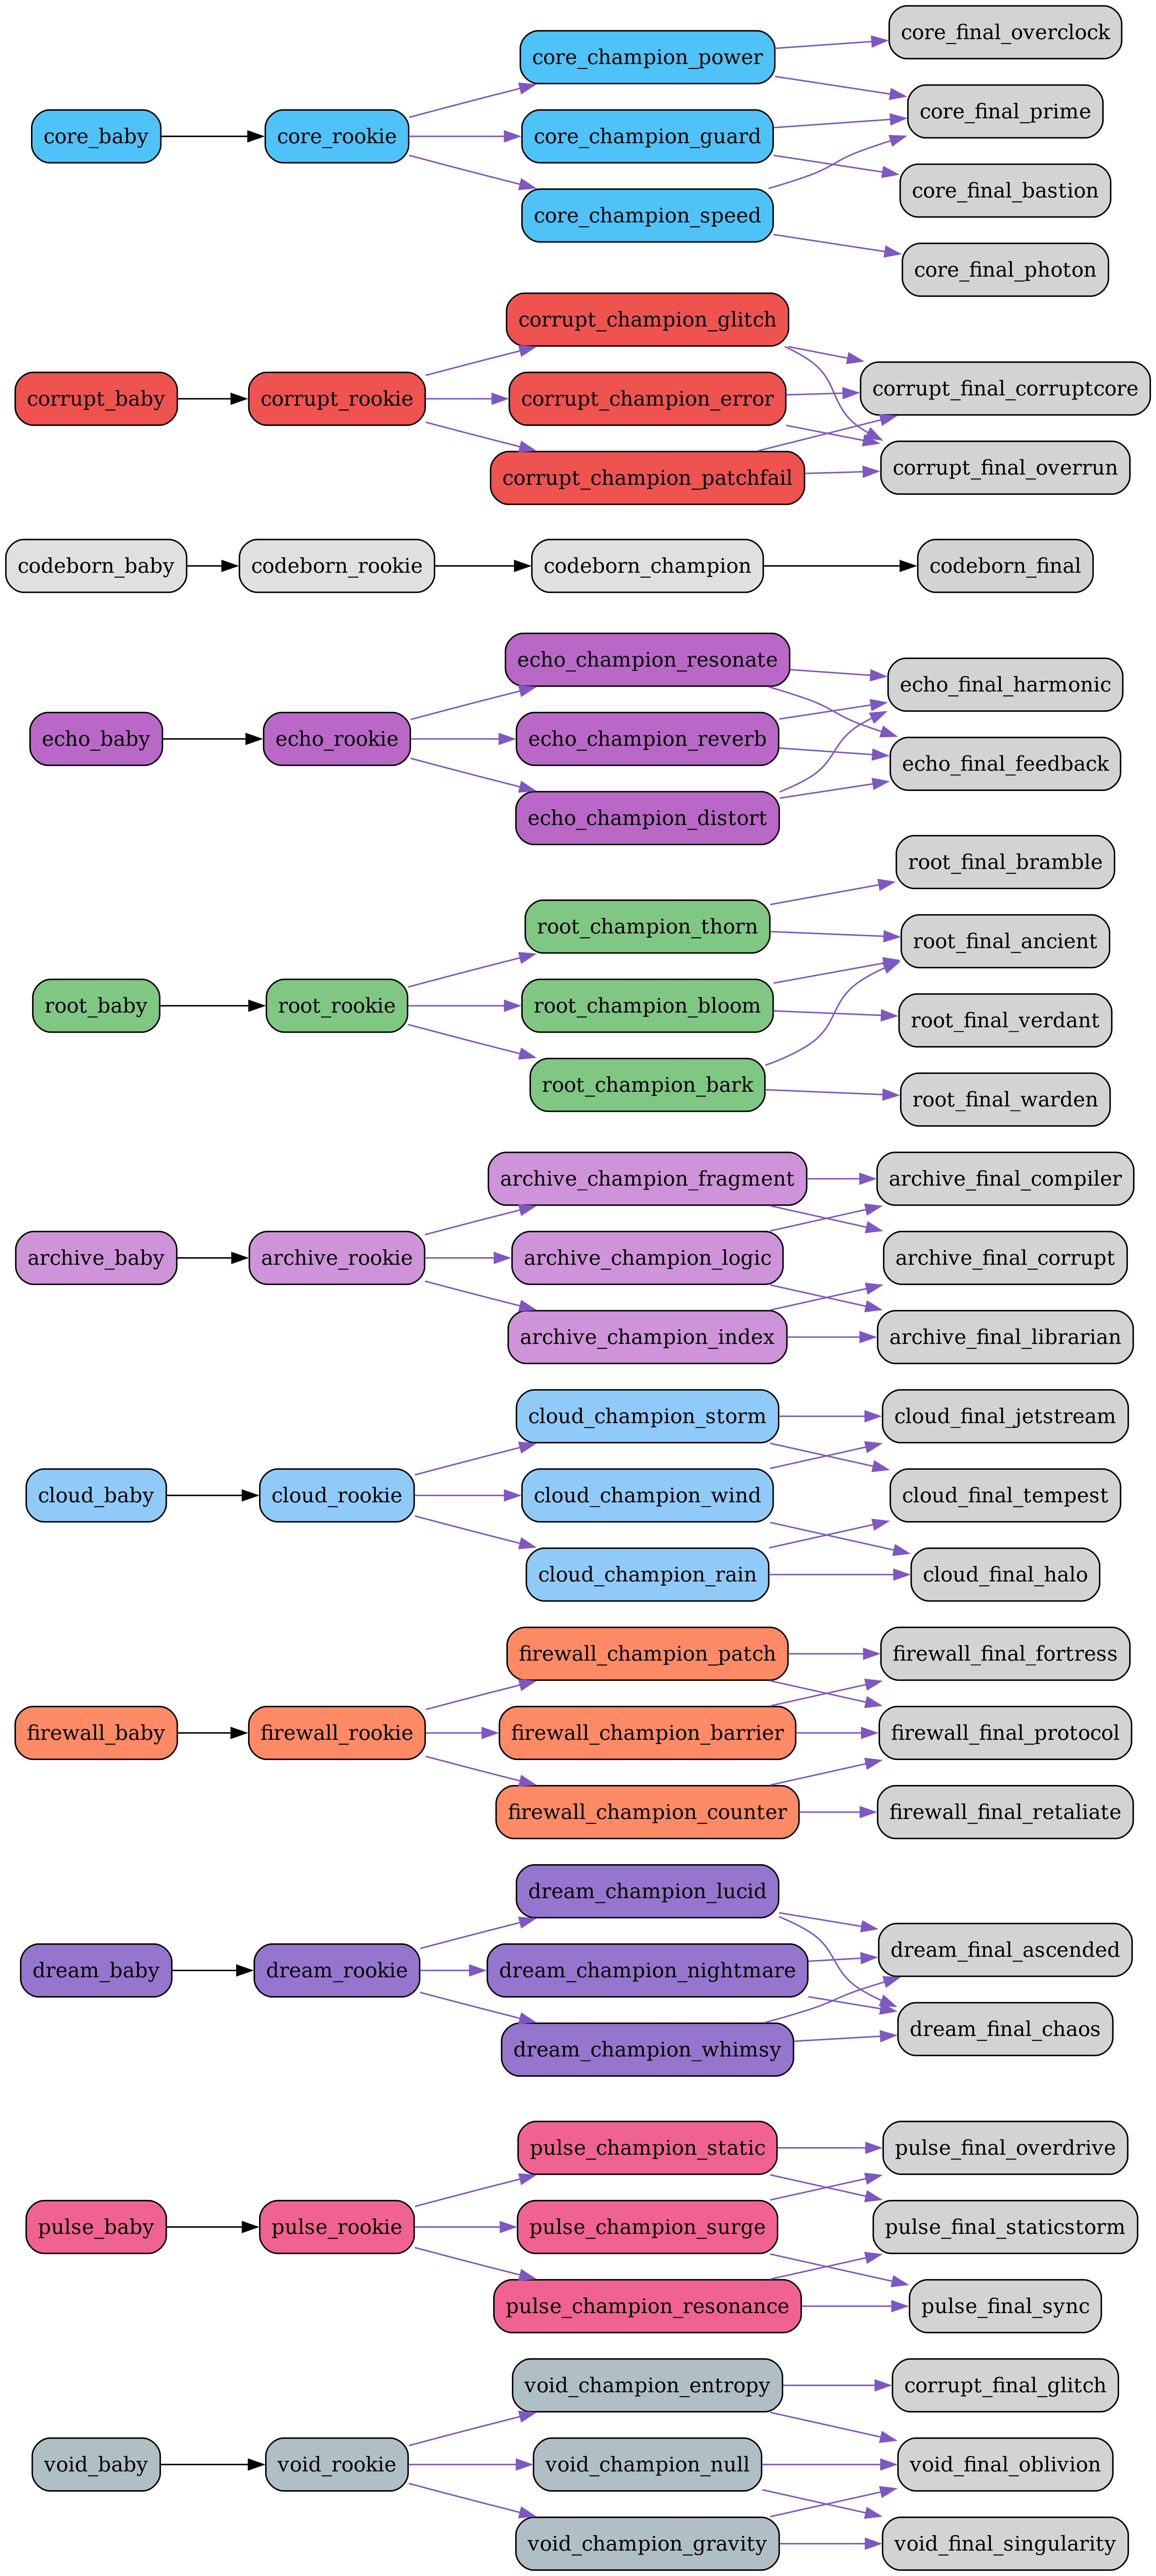 core_baby
core_rookie
core_champion_power
core_champion_guard
core_champion_speed
core_final_overclock
core_final_prime
core_final_bastion
core_final_photon
corrupt_baby
corrupt_rookie
corrupt_champion_glitch
corrupt_champion_error
corrupt_champion_patchfail
corrupt_final_corruptcore
corrupt_final_overrun
codeborn_baby
codeborn_rookie
codeborn_champion
codeborn_final
echo_baby
echo_rookie
echo_champion_resonate
echo_champion_reverb
echo_champion_distort
echo_final_harmonic
echo_final_feedback
root_baby
root_rookie
root_champion_thorn
root_champion_bloom
root_champion_bark
root_final_bramble
root_final_ancient
root_final_verdant
root_final_warden
archive_baby
archive_rookie
archive_champion_fragment
archive_champion_logic
archive_champion_index
archive_final_compiler
archive_final_corrupt
archive_final_librarian
cloud_baby
cloud_rookie
cloud_champion_storm
cloud_champion_wind
cloud_champion_rain
cloud_final_jetstream
cloud_final_tempest
cloud_final_halo
firewall_baby
firewall_rookie
firewall_champion_patch
firewall_champion_barrier
firewall_champion_counter
firewall_final_fortress
firewall_final_protocol
firewall_final_retaliate
dream_baby
dream_rookie
dream_champion_lucid
dream_champion_nightmare
dream_champion_whimsy
dream_final_ascended
dream_final_chaos
pulse_baby
pulse_rookie
pulse_champion_static
pulse_champion_surge
pulse_champion_resonance
pulse_final_overdrive
pulse_final_staticstorm
pulse_final_sync
void_baby
void_rookie
void_champion_entropy
void_champion_null
void_champion_gravity
corrupt_final_glitch
void_final_oblivion
void_final_singularity